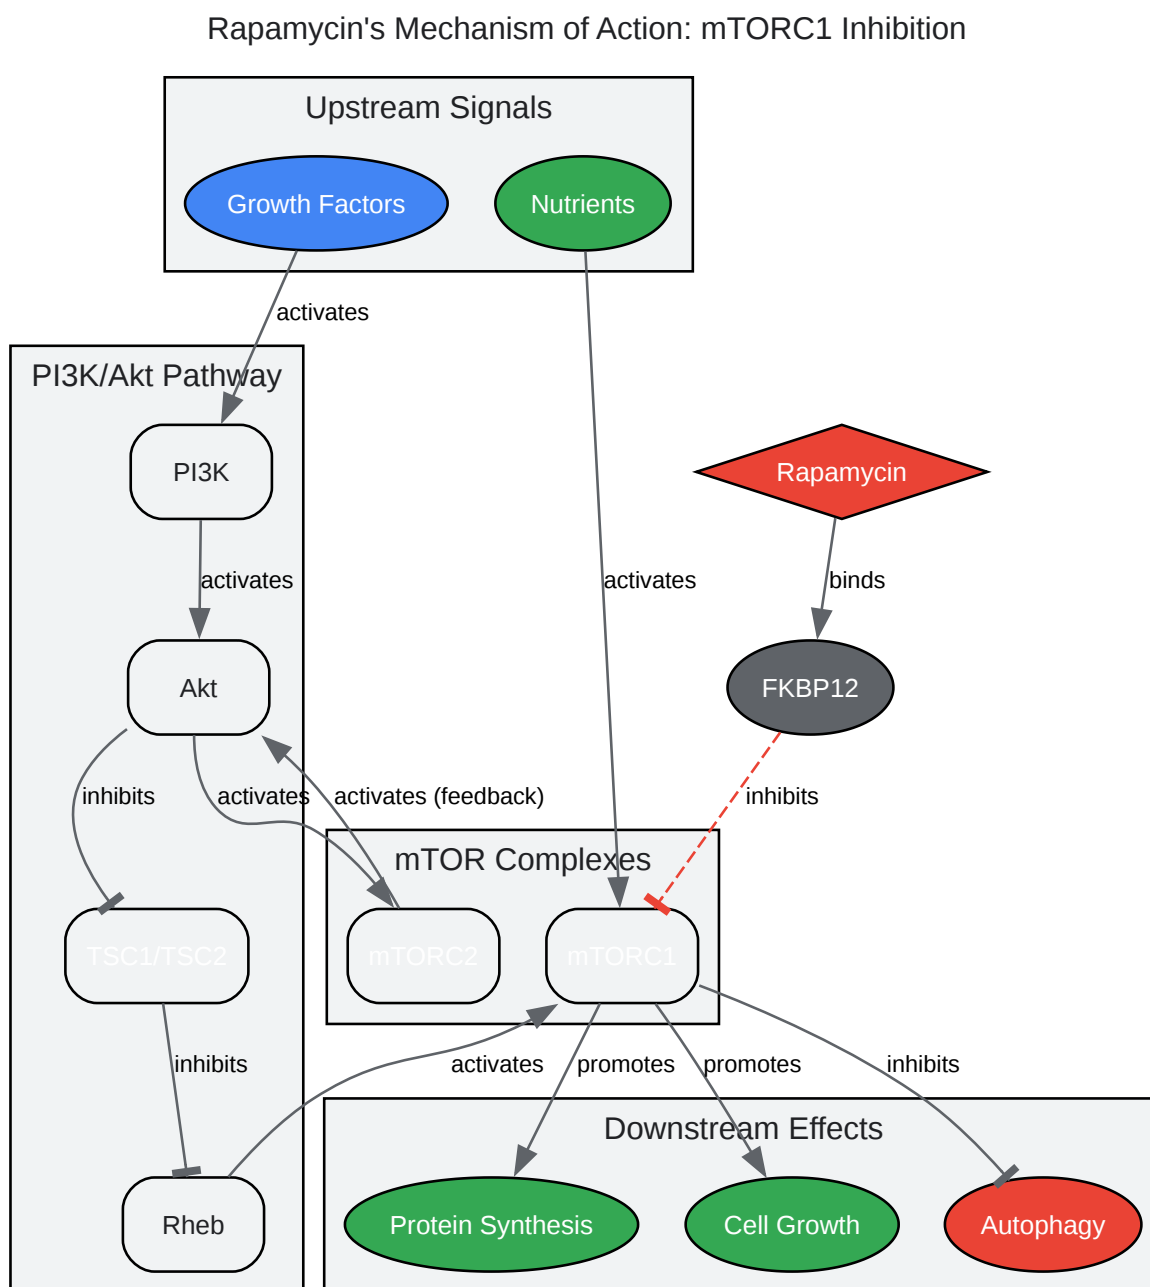 Rapamycin's Mechanism of Action: mTORC1 Inhibition
Upstream Signals
Growth Factors
Nutrients
activates
PI3K/Akt Pathway
PI3K
Rapamycin
activates
activates
binds
Akt
FKBP12
inhibits
activates
activates (feedback)
inhibits
mTOR Complexes
TSC1/TSC2
mTORC2
mTORC1
inhibits
activates
promotes
promotes
inhibits
Downstream Effects
Rheb
Protein Synthesis
Cell Growth
Autophagy